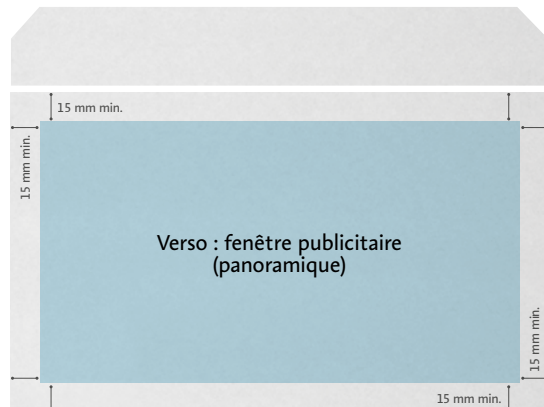 15 mm min.
15 mm min.
Verso : fenêtre publicitaire
(panoramique)
15 mm min.
15 mm min.